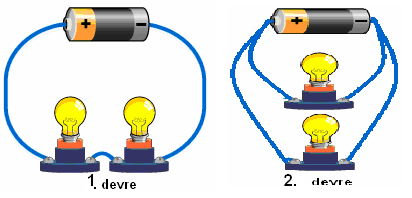 + -
+ -
1. devre
2. devre